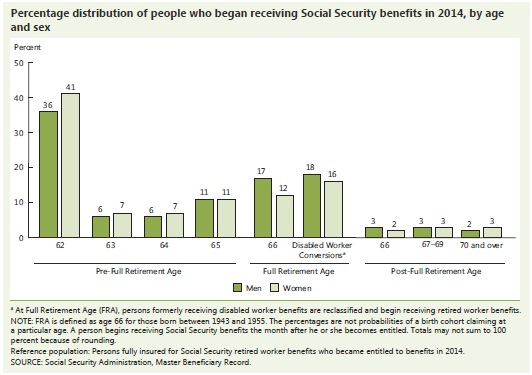 Percentage distribution of people who began receiving Social Security benefits in 2014, by age
and sex
Percent
50
40
30
20
10
0
36
41
6
7
6
7
11
11
17
12
18
16
3
2
3
3
2
3
62
63
64
65
66
Disabled Worker
Conversionsᵃ
66
67–69
70 and over
Pre-Full Retirement Age
Full Retirement Age
Post-Full Retirement Age
Men
Women
ᵃ At Full Retirement Age (FRA), persons formerly receiving disabled worker benefits are reclassified and begin receiving retired worker benefits.
NOTE: FRA is defined as age 66 for those born between 1943 and 1955. The percentages are not probabilities of a birth cohort claiming at
a particular age. A person begins receiving Social Security benefits the month after he or she becomes entitled. Totals may not sum to 100
percent because of rounding.
Reference population: Persons fully insured for Social Security retired worker benefits who became entitled to benefits in 2014.
SOURCE: Social Security Administration, Master Beneficiary Record.